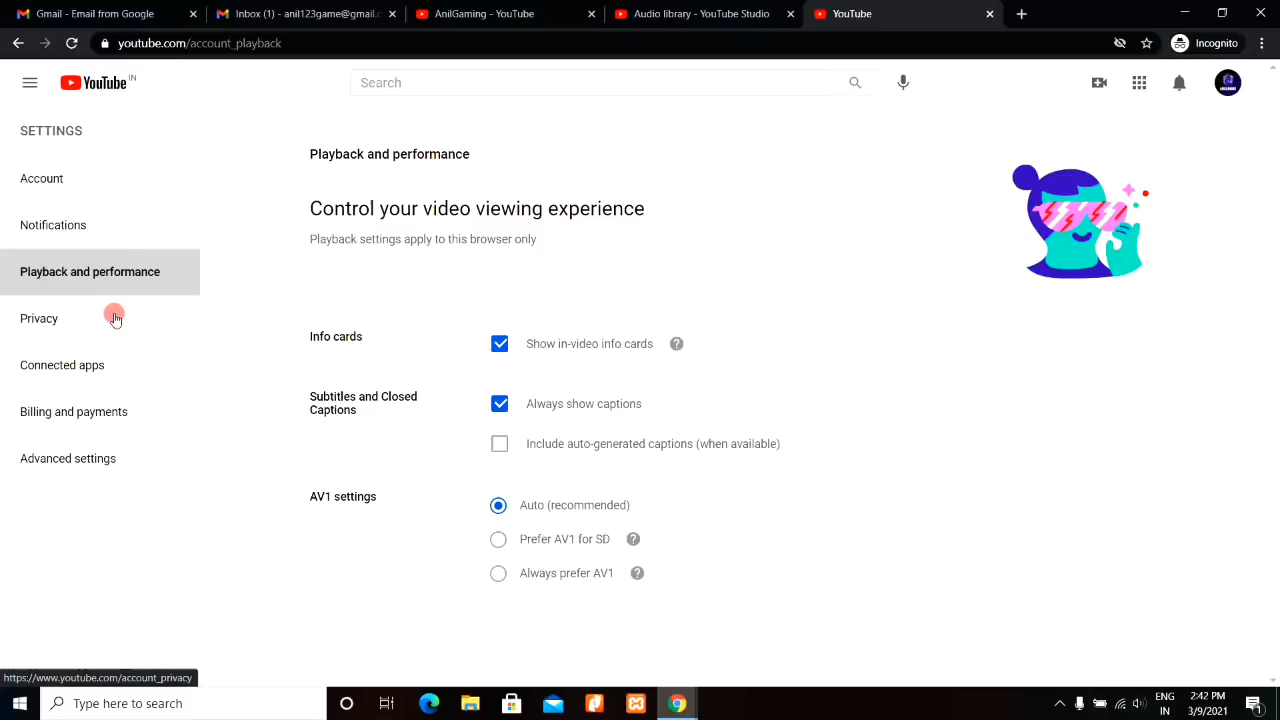 Gmail - Email from Google
Inbox (1) - anil123game@gmail.c
AnilGaming - YouTube
Audio library - YouTube Studio
YouTube
youtube.com/account_playback
Incognito
YouTube IN
Search
SETTINGS
Account
Notifications
Playback and performance
Privacy
Connected apps
Billing and payments
Advanced settings
Playback and performance
Control your video viewing experience
Playback settings apply to this browser only
Info cards
Show in-video info cards
Subtitles and Closed
Captions
Always show captions
Include auto-generated captions (when available)
AV1 settings
Auto (recommended)
Prefer AV1 for SD
Always prefer AV1
https://www.youtube.com/account_privacy
Type here to search
ENG
IN
2:42 PM
3/9/2021